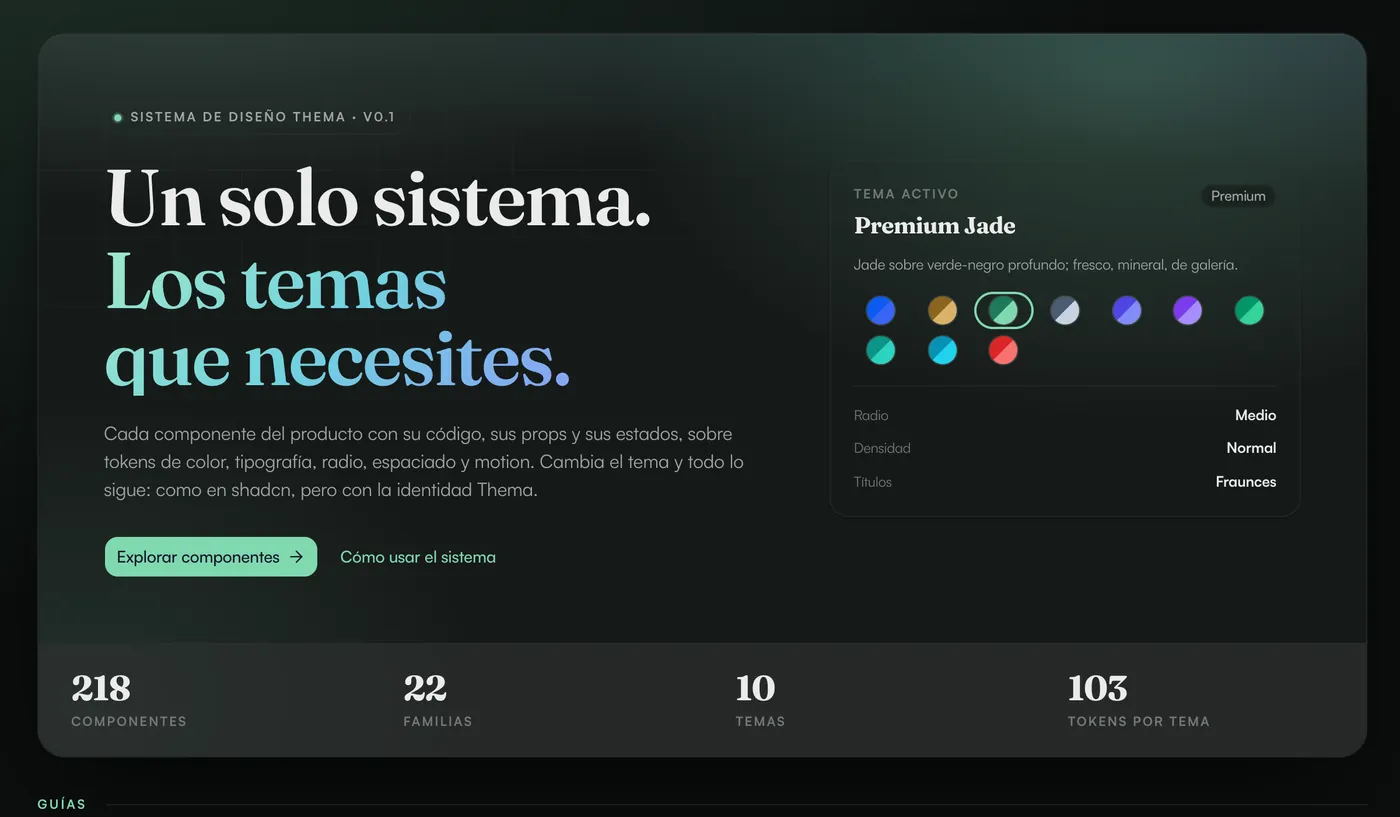 SISTEMA DE DISEÑO THEMA · V0.1
Un solo sistema.
Los temas
que necesites.
Cada componente del producto con su código, sus props y sus estados, sobre
tokens de color, tipografía, radio, espaciado y motion. Cambia el tema y todo lo
sigue: como en shadcn, pero con la identidad Thema.
Explorar componentes →
Cómo usar el sistema
TEMA ACTIVO
Premium
Premium Jade
Jade sobre verde-negro profundo; fresco, mineral, de galería.
Radio
Medio
Densidad
Normal
Títulos
Fraunces
218
COMPONENTES
22
FAMILIAS
10
TEMAS
103
TOKENS POR TEMA
GUÍAS